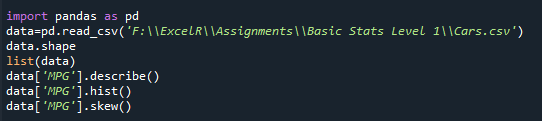 import pandas as pd
data=pd.read_csv('F:\\ExcelR\\Assignments\\Basic Stats Level 1\\Cars.csv')
data.shape
list(data)
data['MPG'].describe()
data['MPG'].hist()
data['MPG'].skew()